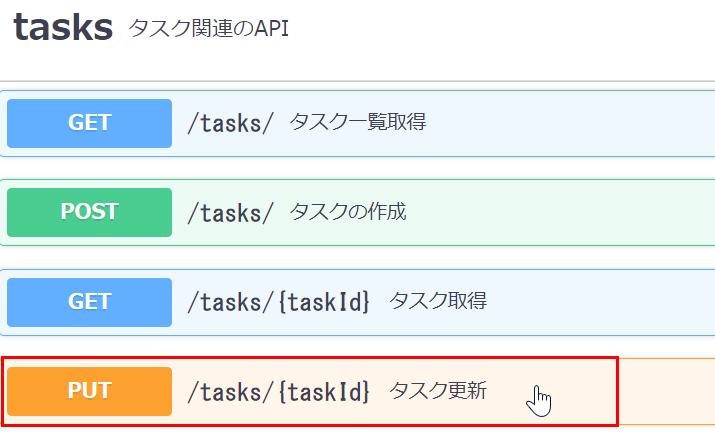 tasks タスク関連のAPI
GET /tasks/ タスク一覧取得
POST /tasks/ タスクの作成
GET /tasks/{taskId} タスク取得
PUT /tasks/{taskId} タスク更新